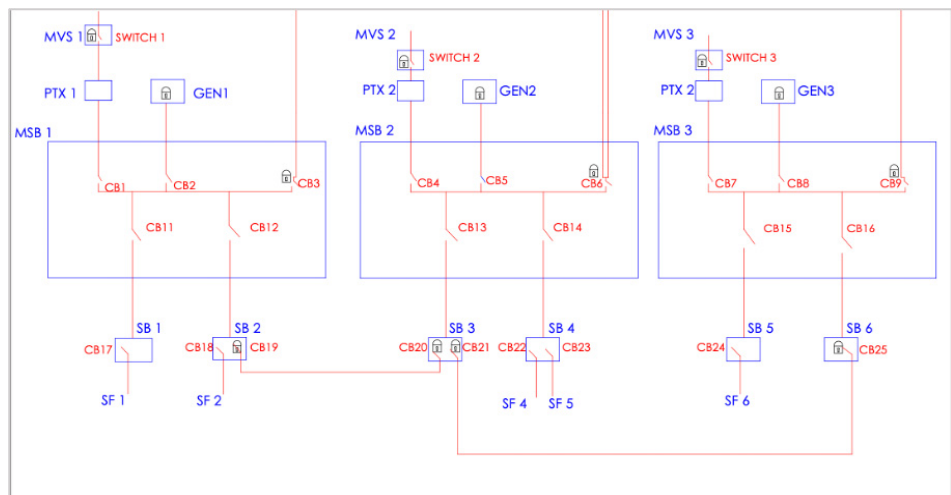 MVS 1
SWITCH 1
MVS 2
SWITCH 2
MVS 3
SWITCH 3
PTX 1
GEN1
PTX 2
GEN2
PTX 2
GEN3
MSB 1
MSB 2
MSB 3
CB1
CB2
CB3
CB4
CB5
CB6
CB7
CB8
CB9
CB11
CB12
CB13
CB14
CB15
CB16
SB 1
SB 2
SB 3
SB 4
SB 5
SB 6
CB17
CB18
CB19
CB20
CB21
CB22
CB23
CB24
CB25
SF 1
SF 2
SF 4
SF 5
SF 6